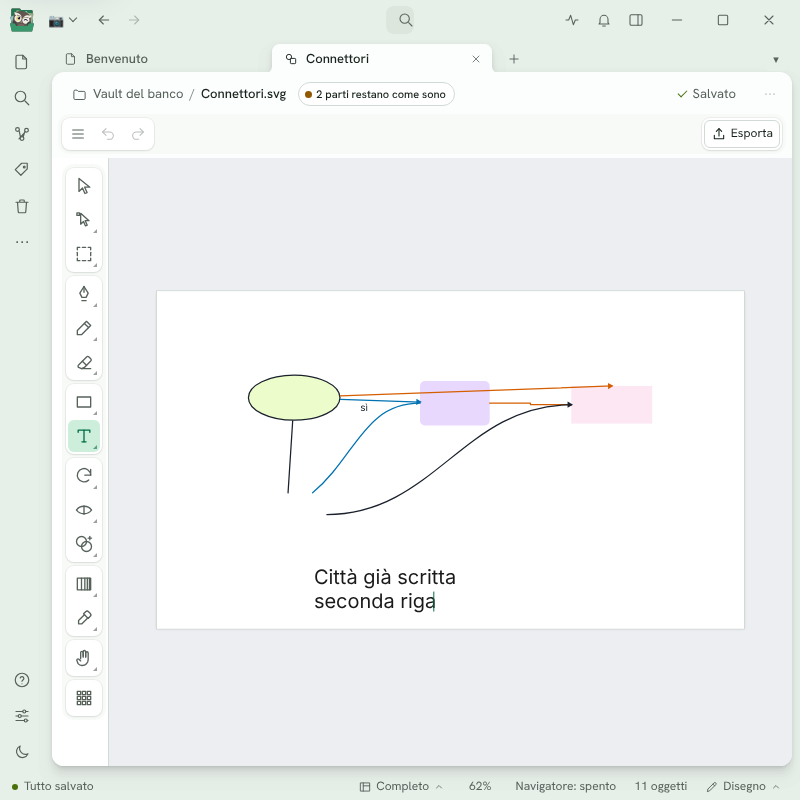 Benvenuto
Connettori
Vault del banco / Connettori.svg
2 parti restano come sono
Salvato
Esporta
sì
Città già scritta
seconda riga
Tutto salvato
Completo
62%
Navigatore: spento
11 oggetti
Disegno